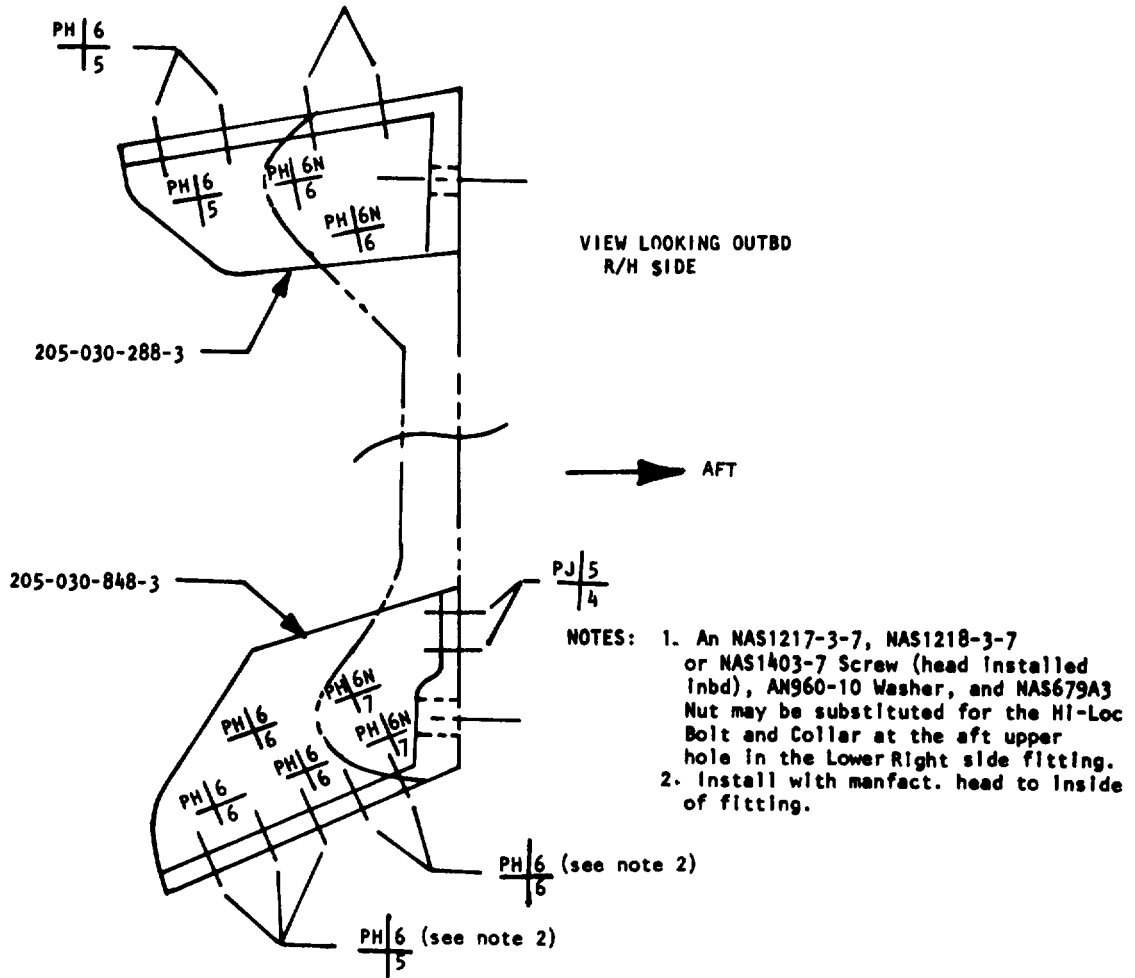 PH 6
5
PH 6
5
PH 6N
6
PH 6N
6
VIEW LOOKING OUTBD
R/H SIDE
205-030-288-3
AFT
205-030-848-3
PJ 5
4
NOTES: 1. An NAS1217-3-7, NAS1218-3-7
or NAS1403-7 Screw (head installed
inbd), AN960-10 Washer, and NAS679A3
Nut may be substituted for the Hi-Loc
Bolt and Collar at the aft upper
hole in the Lower Right side fitting.
2. Install with manfact. head to inside
of fitting.
PH 6N
7
PH 6N
7
PH 6
6
PH 6
6
PH 6
6
PH 6 (see note 2)
6
PH 6 (see note 2)
5